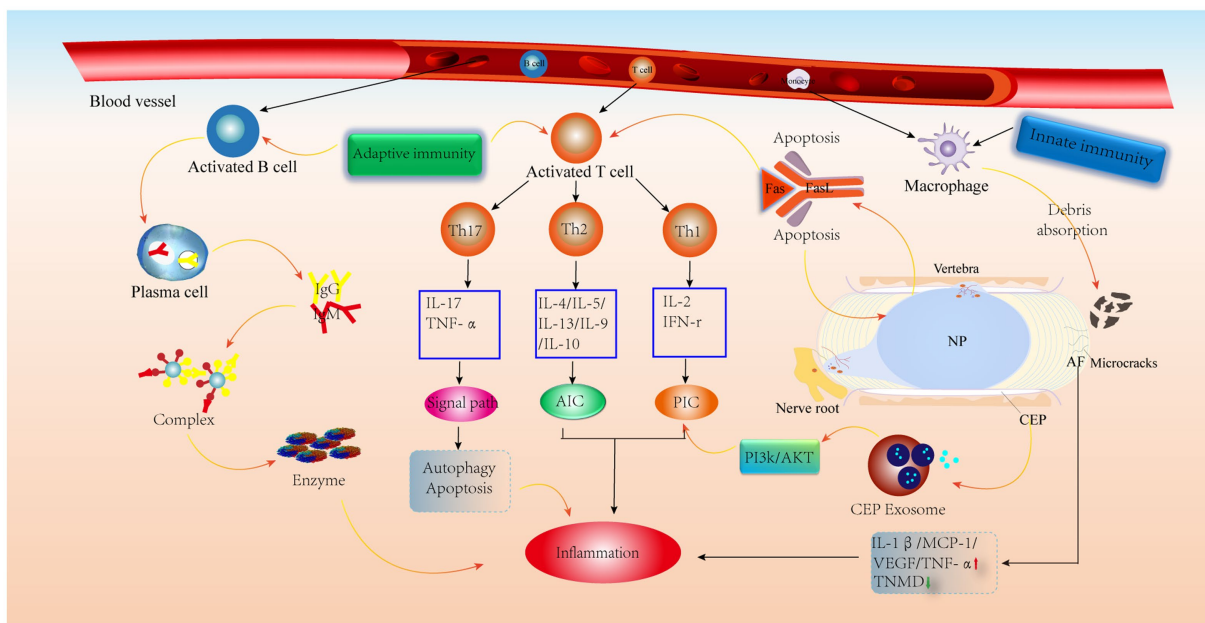 B cell
T cell
Monocyte
Blood vessel
Activated B cell
Adaptive immunity
Activated T cell
Apoptosis
Fas
FasL
Apoptosis
Macrophage
Innate immunity
Debris
absorption
Plasma cell
IgG
IgM
Th17
Th2
Th1
IL-17
TNF- α
IL-4/IL-5/
IL-13/IL-9
/IL-10
IL-2
IFN-r
Vertebra
NP
AF
Microcracks
Nerve root
CEP
Complex
Signal path
AIC
PIC
PI3k/AKT
CEP Exosome
Enzyme
Autophagy
Apoptosis
Inflammation
IL-1 β /MCP-1/
VEGF/TNF- α
TNMD